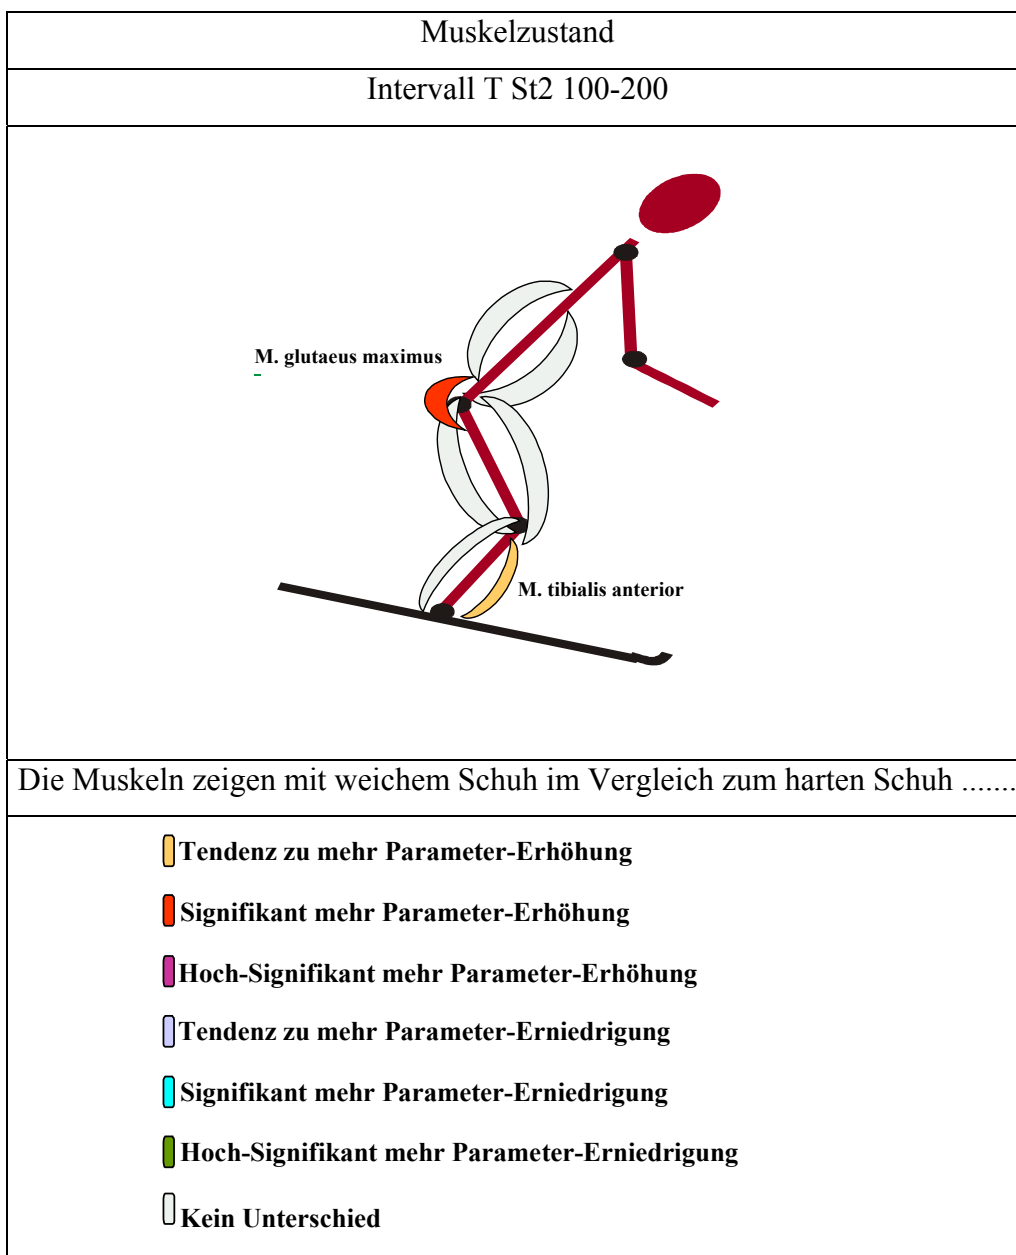 Muskelzustand
Intervall T St2 100-200
M. glutaeus maximus
M. tibialis anterior
Die Muskeln zeigen mit weichem Schuh im Vergleich zum harten Schuh .......
Tendenz zu mehr Parameter-Erhöhung
Signifikant mehr Parameter-Erhöhung
Hoch-Signifikant mehr Parameter-Erhöhung
Tendenz zu mehr Parameter-Erniedrigung
Signifikant mehr Parameter-Erniedrigung
Hoch-Signifikant mehr Parameter-Erniedrigung
Kein Unterschied